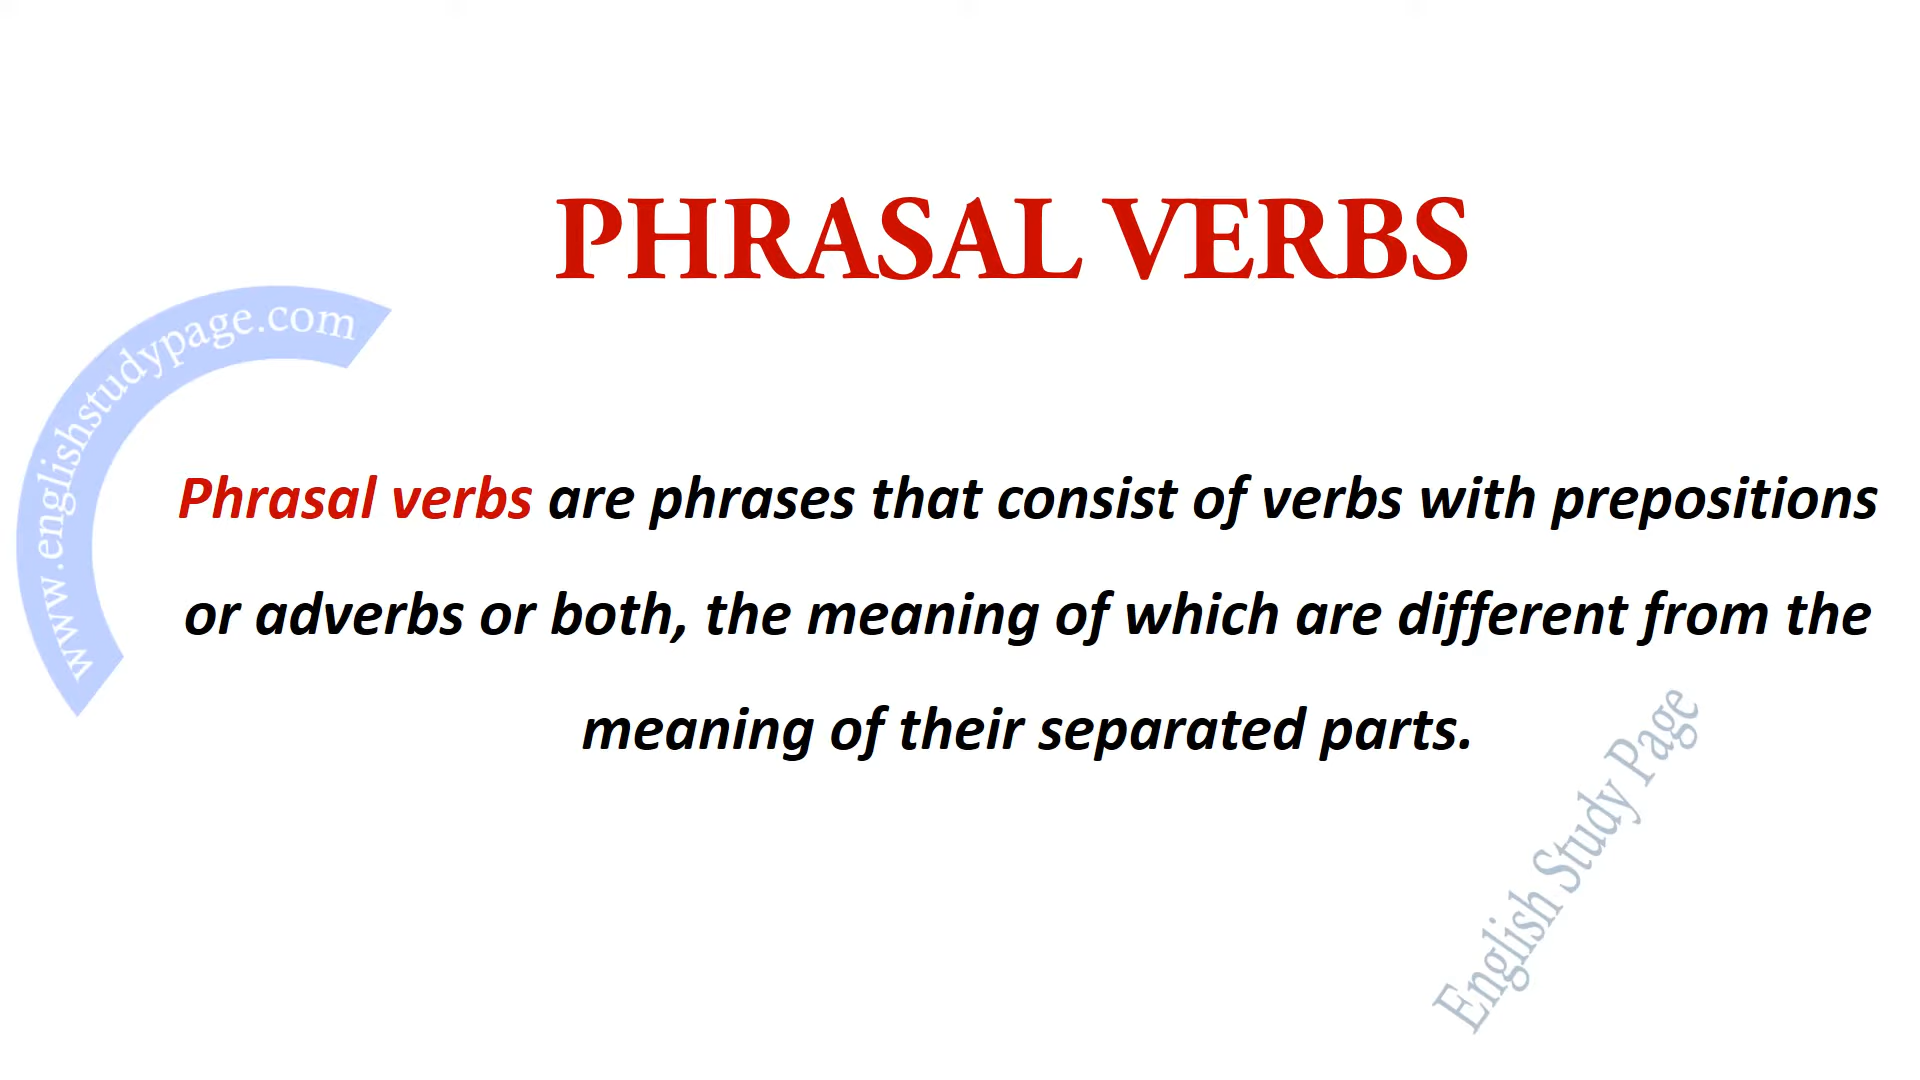 PHRASAL VERBS
www.englishstudypage.com
Phrasal verbs are phrases that consist of verbs with prepositions
or adverbs or both, the meaning of which are different from the
meaning of their separated parts.
English Study Page